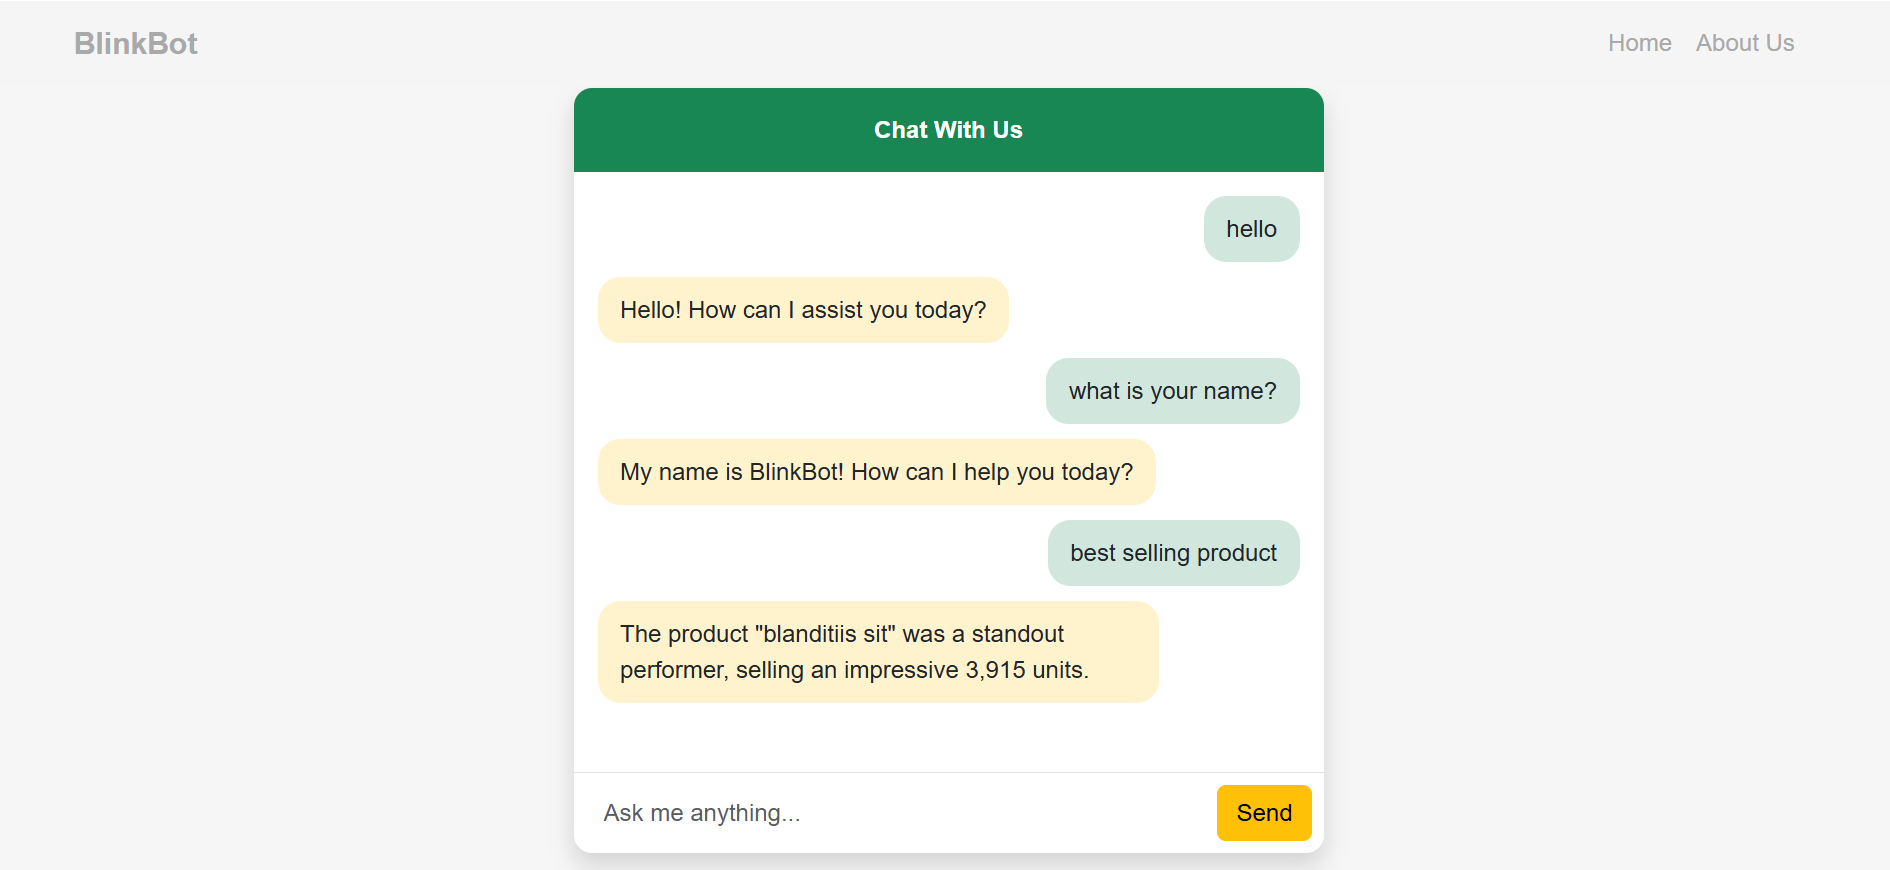 BlinkBot
Home About Us
Chat With Us
hello
Hello! How can I assist you today?
what is your name?
My name is BlinkBot! How can I help you today?
best selling product
The product "blanditiis sit" was a standout
performer, selling an impressive 3,915 units.
Ask me anything...
Send